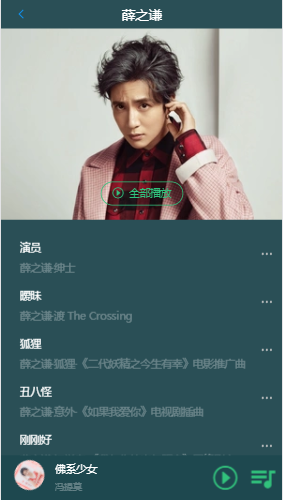 薛之谦
全部播放
演员
薛之谦·绅士
暧昧
薛之谦·渡 The Crossing
狐狸
薛之谦·狐狸·《二代妖精之今生有幸》电影推广曲
丑八怪
薛之谦·意外·《如果我爱你》电视剧插曲
刚刚好
佛系少女
冯提莫